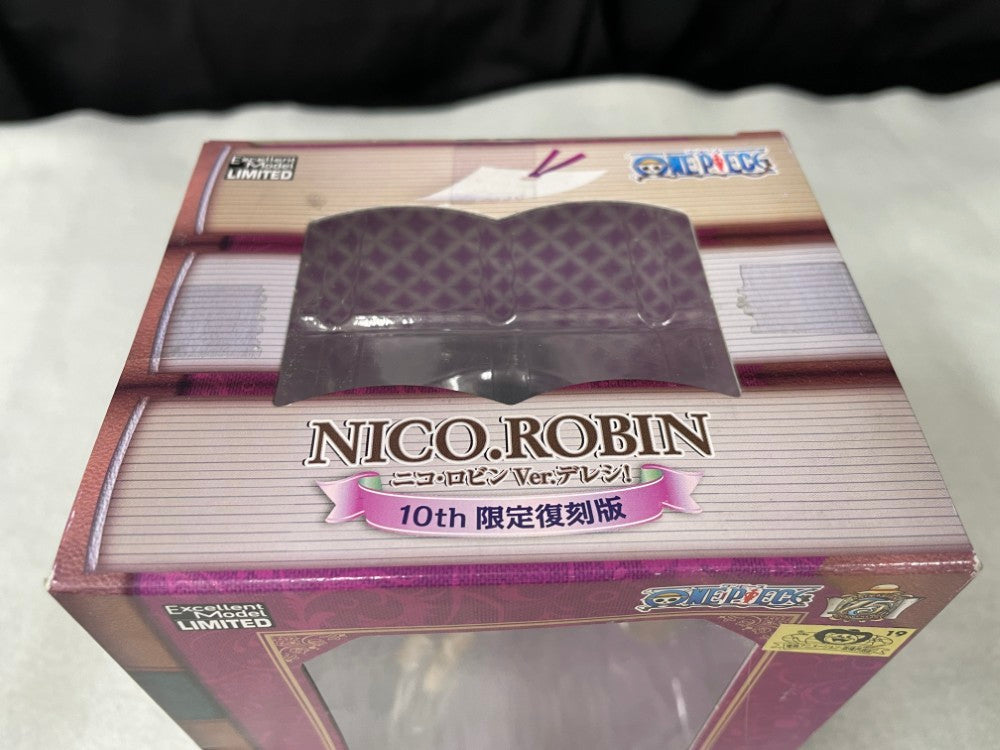 Excellent Model LIMITED
ONE PIECE
NICO.ROBIN
ニコ・ロビン Ver.デレシ!
10th 限定復刻版
Excellent Model LIMITED
ONE PIECE
19